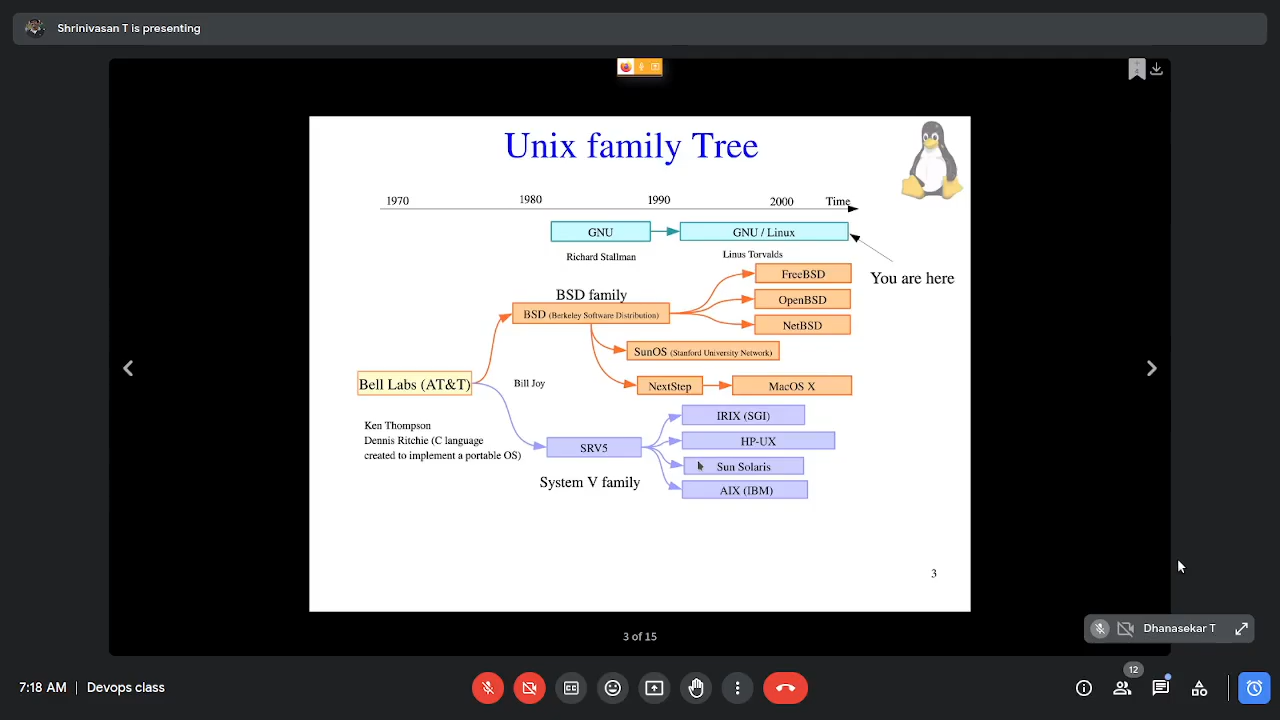 Shrinivasan T is presenting
Unix family Tree
1970 1980 1990 2000 Time
GNU GNU / Linux
Richard Stallman Linus Torvalds
FreeBSD You are here
BSD family
OpenBSD
BSD (Berkeley Software Distribution)
NetBSD
SunOS (Stanford University Network)
Bell Labs (AT&T) Bill Joy NextStep MacOS X
IRIX (SGI)
Ken Thompson
Dennis Ritchie (C language HP-UX
created to implement a portable OS) SRV5
Sun Solaris
System V family AIX (IBM)
3
3 of 15
Dhanasekar T
7:18 AM | Devops class
12